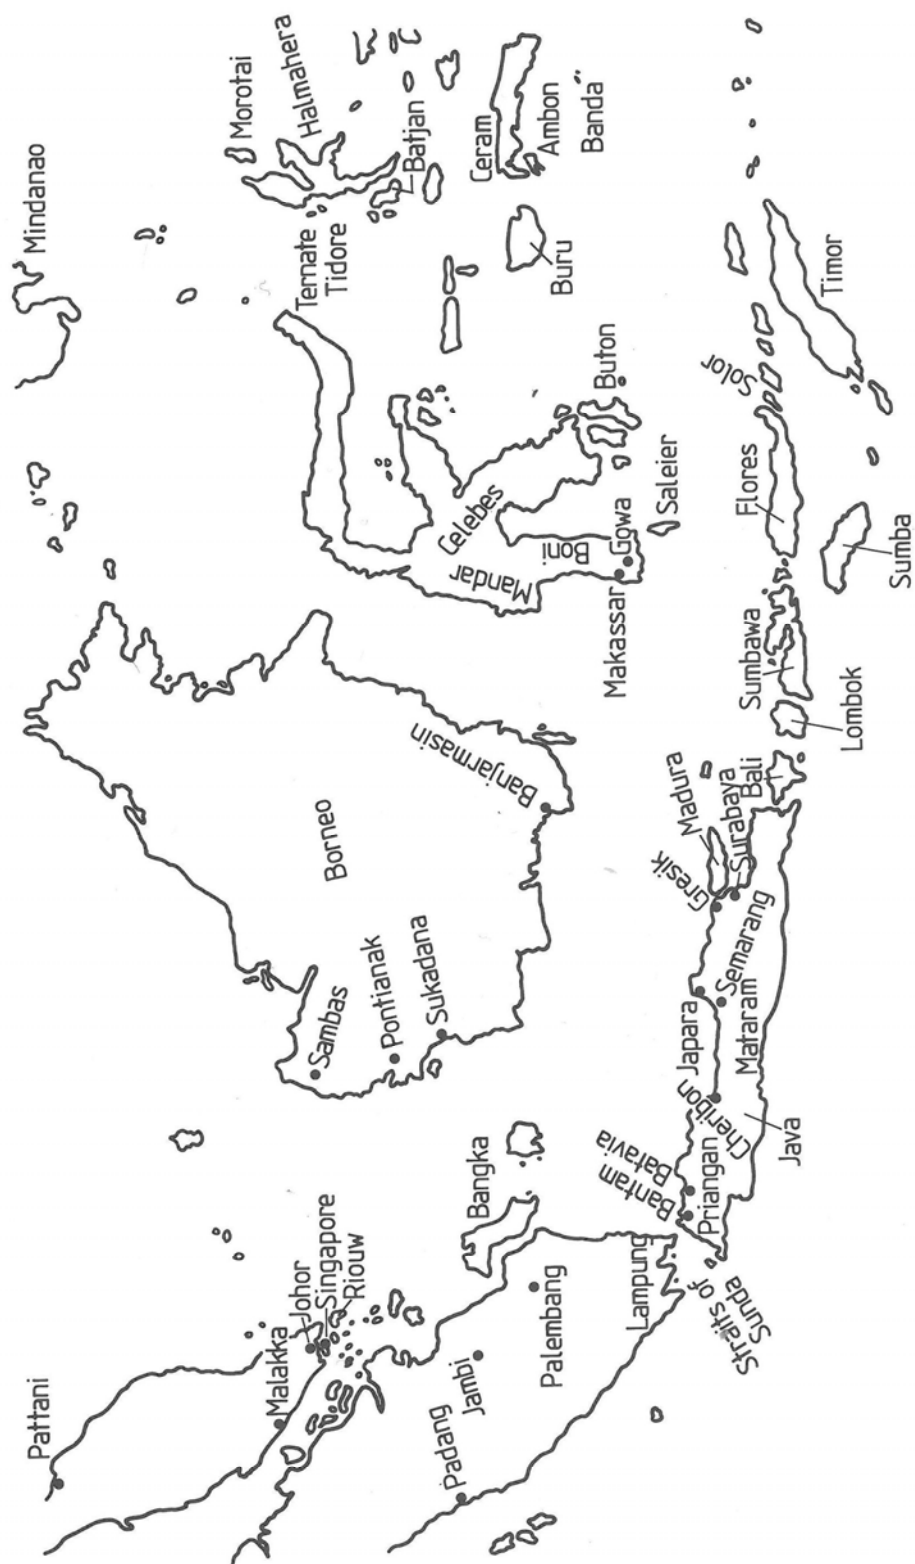 Pattani
Malakka
Johor
Singapore
Riouw
Padang
Jambi
Palembang
Bangka
Lampung
Straits of
Sunda
Bantam
Batavia
Priangan
Cheribon
Java
Japara
Mataram
Semarang
Gresik
Surabaya
Madura
Bali
Lombok
Sumbawa
Sumba
Flores
Solor
Timor
Sambas
Pontianak
Sukadana
Borneo
Banjarmasin
Celebes
Mandar
Boni
Makassar
Gowa
Saleier
Buton
Mindanao
Morotai
Halmahera
Ternate
Tidore
Batjan
Buru
Ceram
Ambon
Banda